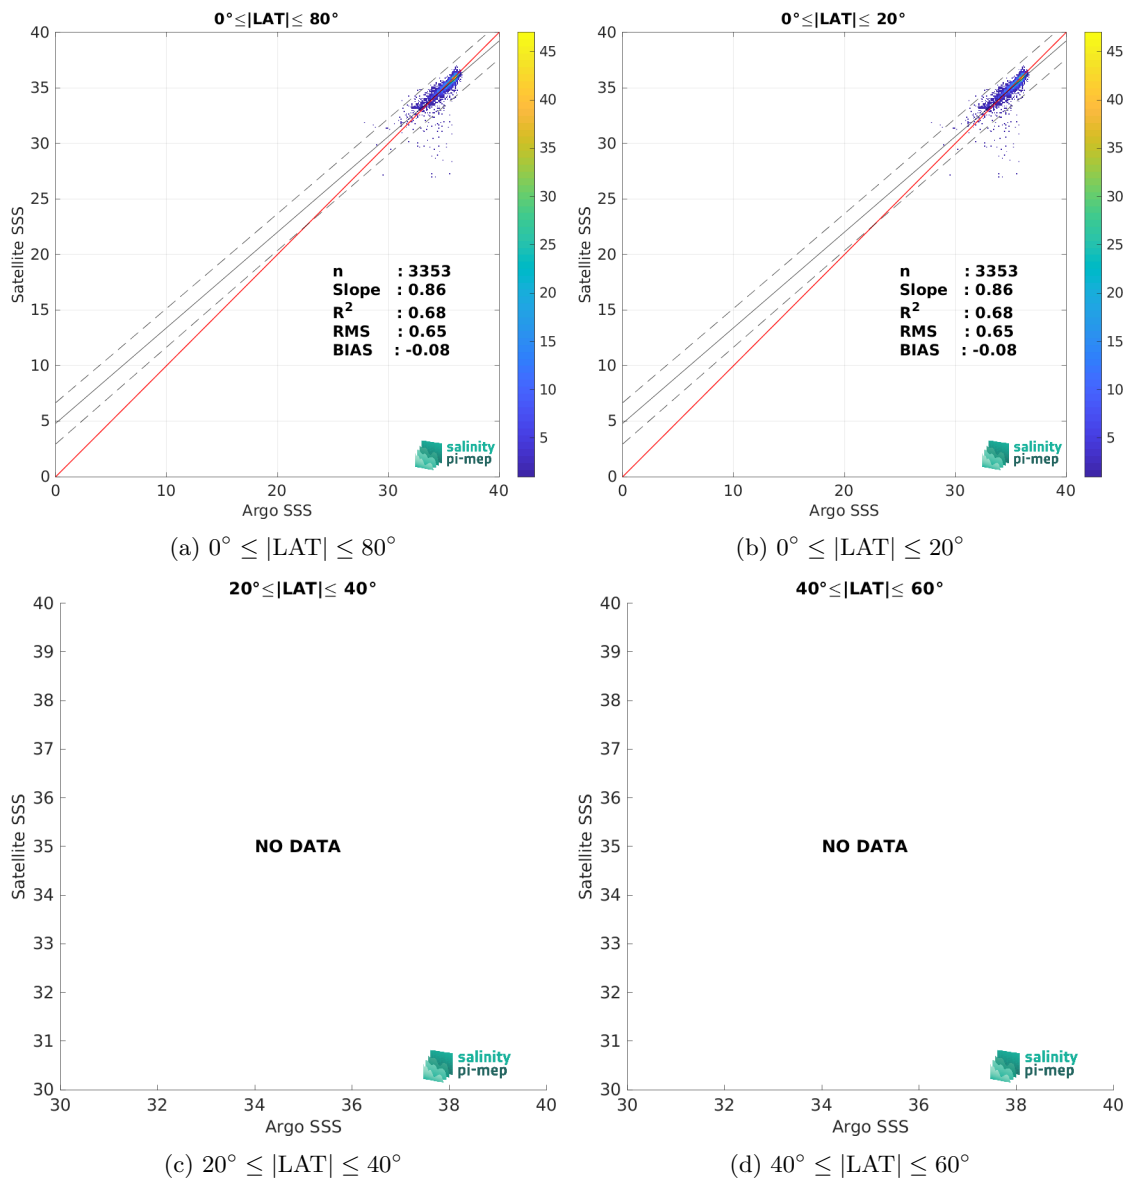 0°≤|LAT|≤ 80°
40
35
30
25
20
15
10
5
0
Satellite SSS
n : 3353
Slope : 0.86
R² : 0.68
RMS : 0.65
BIAS : -0.08
salinity
pi-mep
0 10 20 30 40
Argo SSS
45
40
35
30
25
20
15
10
5
(a) 0° ≤ |LAT| ≤ 80°
0°≤|LAT|≤ 20°
40
35
30
25
20
15
10
5
0
Satellite SSS
n : 3353
Slope : 0.86
R² : 0.68
RMS : 0.65
BIAS : -0.08
salinity
pi-mep
0 10 20 30 40
Argo SSS
45
40
35
30
25
20
15
10
5
(b) 0° ≤ |LAT| ≤ 20°
20°≤|LAT|≤ 40°
40
39
38
37
36
35
34
33
32
31
30
Satellite SSS
NO DATA
salinity
pi-mep
30 32 34 36 38 40
Argo SSS
(c) 20° ≤ |LAT| ≤ 40°
40°≤|LAT|≤ 60°
40
39
38
37
36
35
34
33
32
31
30
Satellite SSS
NO DATA
salinity
pi-mep
30 32 34 36 38 40
Argo SSS
(d) 40° ≤ |LAT| ≤ 60°